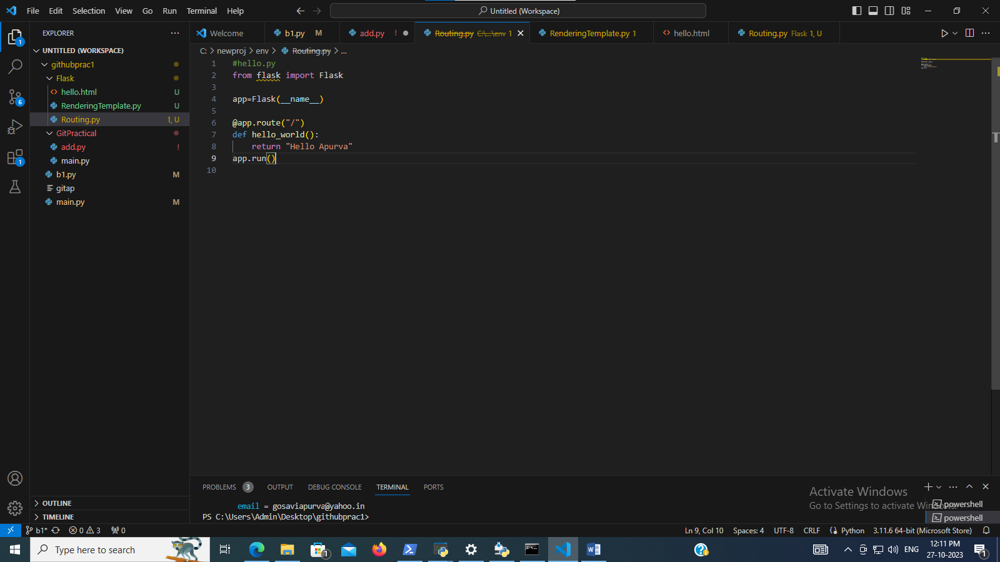 File Edit Selection View Go Run Terminal Help
Untitled (Workspace)
EXPLORER
UNTITLED (WORKSPACE)
githubprac1
Flask
hello.html U
RenderingTemplate.py U
Routing.py 1, U
GitPractical
add.py !
main.py
b1.py M
gitap
main.py M
OUTLINE
TIMELINE
1
6
1
Welcome b1.py M add.py ! Routing.py C:\...\env 1 RenderingTemplate.py 1 hello.html Routing.py Flask 1, U
C: > newproj > env > Routing.py > ...
1 #hello.py
2 from flask import Flask
3
4 app=Flask(__name__)
5
6 @app.route("/")
7 def hello_world():
8 return "Hello Apurva"
9 app.run()
10
PROBLEMS 3 OUTPUT DEBUG CONSOLE TERMINAL PORTS
email = gosaviapurva@yahoo.in
PS C:\Users\Admin\Desktop\githubprac1>
Activate Windows
Go to Settings to activate Windows.
powershell
powershell
b1* 0 3 0
Ln 9, Col 10 Spaces: 4 UTF-8 CRLF Python 3.11.6 64-bit (Microsoft Store)
Type here to search
1
ENG
12:11 PM
27-10-2023
1